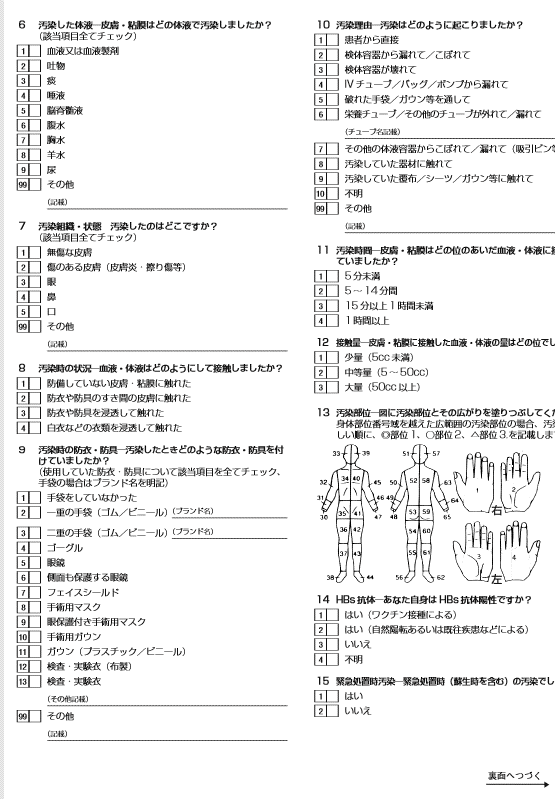 6 汚染した体液―皮膚・粘膜はどの体液で汚染しましたか？
（該当項目全てチェック）
1 血液又は血液製剤
2 吐物
3 痰
4 唾液
5 脳脊髄液
6 腹水
7 胸水
8 羊水
9 尿
99 その他
（記載）
7 汚染組織・状態　汚染したのはどこですか？
（該当項目全てチェック）
1 無傷な皮膚
2 傷のある皮膚（皮膚炎・擦り傷等）
3 眼
4 鼻
5 口
99 その他
（記載）
8 汚染時の状況―血液・体液はどのようにして接触しましたか？
1 防備していない皮膚・粘膜に触れた
2 防衣や防具のすき間の皮膚に触れた
3 防衣や防具を浸透して触れた
4 白衣などの衣類を浸透して触れた
9 汚染時の防衣・防具―汚染したときどのような防衣・防具を付
けていましたか？
（使用していた防衣・防具について該当項目を全てチェック、
手袋の場合はブランド名を明記）
1 手袋をしていなかった
2 一重の手袋（ゴム／ビニール）（ブランド名）
3 二重の手袋（ゴム／ビニール）（ブランド名）
4 ゴーグル
5 眼鏡
6 側面も保護する眼鏡
7 フェイスシールド
8 手術用マスク
9 眼保護付き手術用マスク
10 手術用ガウン
11 ガウン（プラスチック／ビニール）
12 検査・実験衣（布製）
13 検査・実験衣
（その他記載）
99 その他
（記載）
10 汚染理由―汚染はどのように起こりましたか？
1 患者から直接
2 検体容器から漏れて／こぼれて
3 検体容器が壊れて
4 IVチューブ／バッグ／ポンプから漏れて
5 破れた手袋／ガウン等を通して
6 栄養チューブ／その他のチューブが外れて／漏れて
（チューブ名記載）
7 その他の体液容器からこぼれて／漏れて（吸引ビン等
8 汚染していた器材に触れて
9 汚染していた覆布／シーツ／ガウン等に触れて
10 不明
99 その他
（記載）
11 汚染時間―皮膚・粘膜はどの位のあいだ血液・体液に接
ていましたか？
1 5分未満
2 5～14分間
3 15分以上1時間未満
4 1時間以上
12 接触量―皮膚・粘膜に接触した血液・体液の量はどの位でし
1 少量（5cc未満）
2 中等量（5～50cc）
3 大量（50cc以上）
13 汚染部位―図に汚染部位とその広がりを塗りつぶしてくだ
身体部位番号域を越えた広範囲の汚染部位の場合、汚染
しい順に、◎部位1、○部位2、△部位3.を記載しま
33 39 51 57
32 34 40 45 50 52 58 63
31 46 49 64
30 35 41 47 48 53 59 65
36 42 54 60
37 43 55 61
38 44 56 62
1 2
右
3 4
左
14 HBs抗体―あなた自身はHBs抗体陽性ですか？
1 はい（ワクチン接種による）
2 はい（自然陽転あるいは既往疾患などによる）
3 いいえ
4 不明
15 緊急処置時汚染―緊急処置時（蘇生時を含む）の汚染でし
1 はい
2 いいえ
裏面へつづく